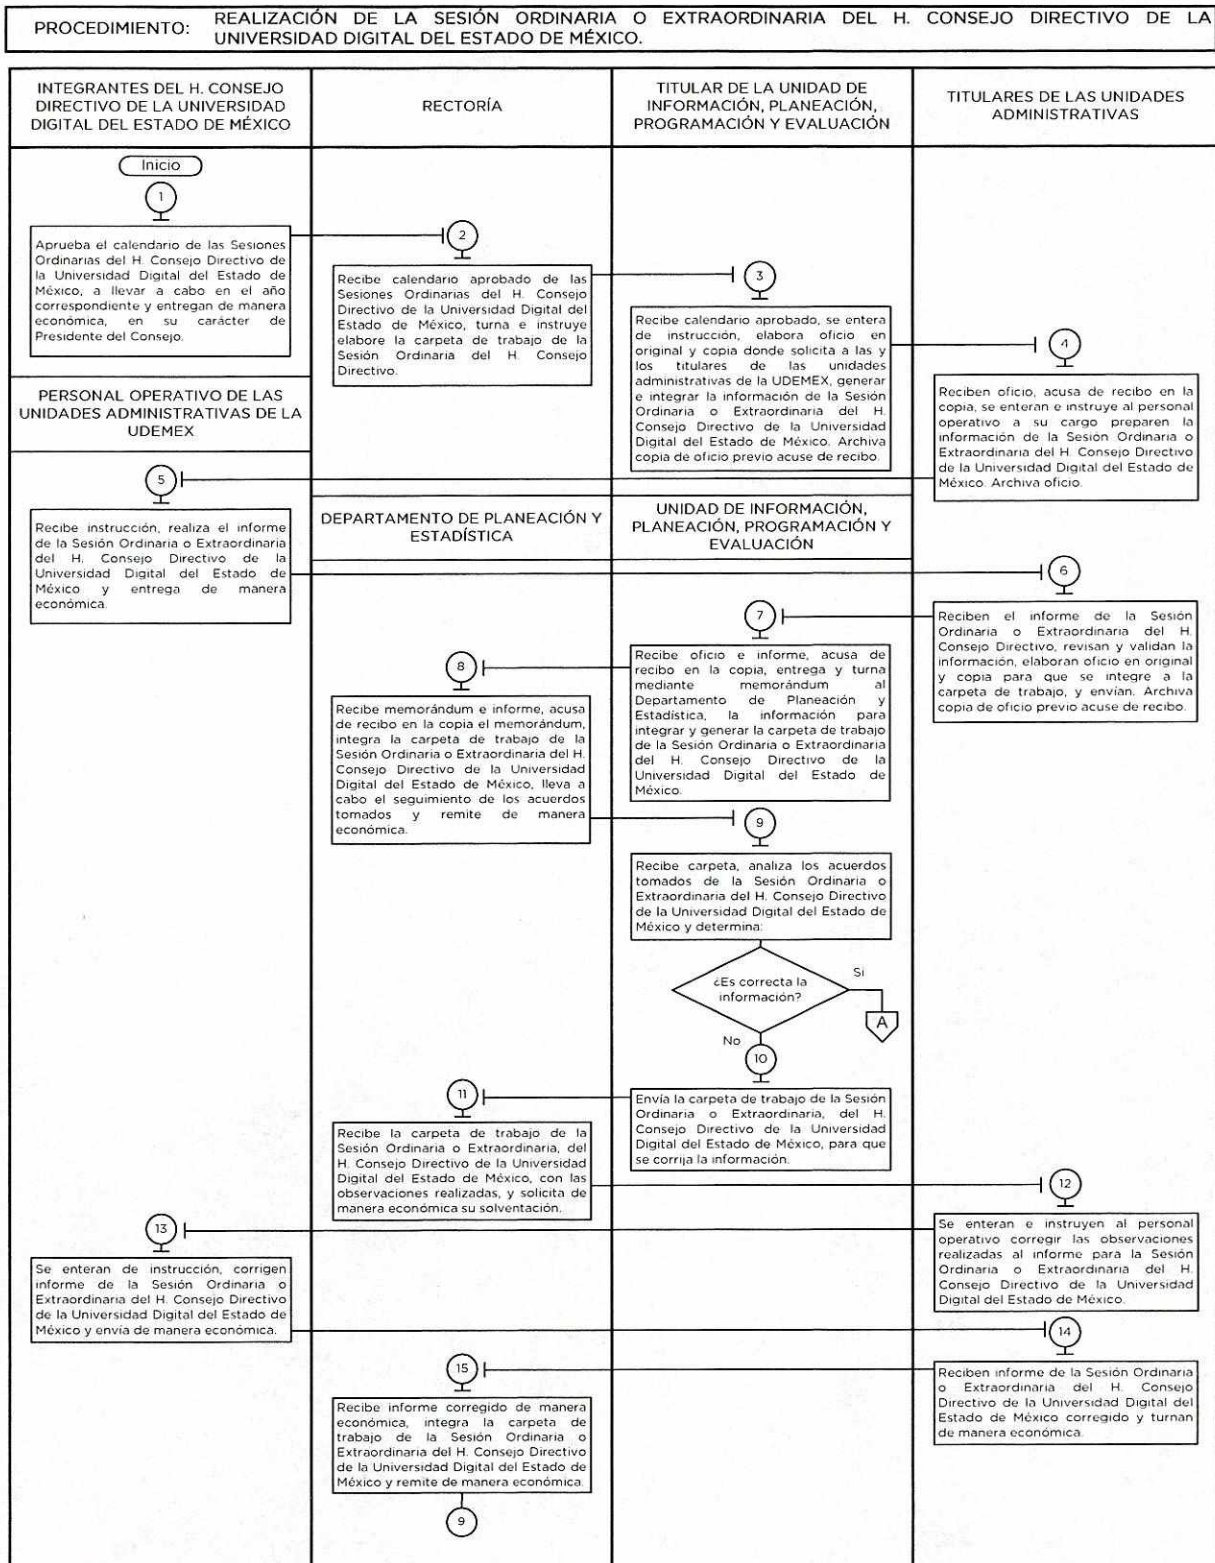 PROCEDIMIENTO:
REALIZACIÓN DE LA SESIÓN ORDINARIA O EXTRAORDINARIA DEL H. CONSEJO DIRECTIVO DE LA
UNIVERSIDAD DIGITAL DEL ESTADO DE MÉXICO.
INTEGRANTES DEL H. CONSEJO
DIRECTIVO DE LA UNIVERSIDAD
DIGITAL DEL ESTADO DE MÉXICO
RECTORÍA
TITULAR DE LA UNIDAD DE
INFORMACIÓN, PLANEACIÓN,
PROGRAMACIÓN Y EVALUACIÓN
TITULARES DE LAS UNIDADES
ADMINISTRATIVAS
Inicio
1
Aprueba el calendario de las Sesiones
Ordinarias del H. Consejo Directivo de
la Universidad Digital del Estado de
México, a llevar a cabo en el año
correspondiente y entregan de manera
económica, en su carácter de
Presidente del Consejo.
2
Recibe calendario aprobado de las
Sesiones Ordinarias del H. Consejo
Directivo de la Universidad Digital del
Estado de México, turna e instruye
elabore la carpeta de trabajo de la
Sesión Ordinaria del H. Consejo
Directivo.
3
Recibe calendario aprobado, se entera
de instrucción, elabora oficio en
original y copia donde solicita a las y
los titulares de las unidades
administrativas de la UDEMEX, generar
e integrar la información de la Sesión
Ordinaria o Extraordinaria del H.
Consejo Directivo de la Universidad
Digital del Estado de México. Archiva
copia de oficio previo acuse de recibo.
4
Reciben oficio, acusa de recibo en la
copia, se enteran e instruye al personal
operativo a su cargo preparen la
información de la Sesión Ordinaria o
Extraordinaria del H. Consejo Directivo
de la Universidad Digital del Estado de
México. Archiva oficio.
PERSONAL OPERATIVO DE LAS
UNIDADES ADMINISTRATIVAS DE LA
UDEMEX
5
Recibe instrucción, realiza el informe
de la Sesión Ordinaria o Extraordinaria
del H. Consejo Directivo de la
Universidad Digital del Estado de
México y entrega de manera
económica.
DEPARTAMENTO DE PLANEACIÓN Y
ESTADÍSTICA
UNIDAD DE INFORMACIÓN,
PLANEACIÓN, PROGRAMACIÓN Y
EVALUACIÓN
6
Reciben el informe de la Sesión
Ordinaria o Extraordinaria del H.
Consejo Directivo, revisan y validan la
información, elaboran oficio en original
y copia para que se integre a la
carpeta de trabajo, y envían. Archiva
copia de oficio previo acuse de recibo.
7
Recibe oficio e informe, acusa de
recibo en la copia, entrega y turna
mediante memorándum al
Departamento de Planeación y
Estadística, la información para
integrar y generar la carpeta de trabajo
de la Sesión Ordinaria o Extraordinaria
del H. Consejo Directivo de la
Universidad Digital del Estado de
México.
8
Recibe memorándum e informe, acusa
de recibo en la copia el memorándum,
integra la carpeta de trabajo de la
Sesión Ordinaria o Extraordinaria del H.
Consejo Directivo de la Universidad
Digital del Estado de México, lleva a
cabo el seguimiento de los acuerdos
tomados y remite de manera
económica.
9
Recibe carpeta, analiza los acuerdos
tomados de la Sesión Ordinaria o
Extraordinaria del H. Consejo Directivo
de la Universidad Digital del Estado de
México y determina:
¿Es correcta la
información?
Si
A
No
10
Envía la carpeta de trabajo de la Sesión
Ordinaria o Extraordinaria, del H.
Consejo Directivo de la Universidad
Digital del Estado de México, para que
se corrija la información.
11
Recibe la carpeta de trabajo de la
Sesión Ordinaria o Extraordinaria, del
H. Consejo Directivo de la Universidad
Digital del Estado de México, con las
observaciones realizadas, y solicita de
manera económica su solventación.
12
Se enteran e instruyen al personal
operativo corregir las observaciones
realizadas al informe para la Sesión
Ordinaria o Extraordinaria del H.
Consejo Directivo de la Universidad
Digital del Estado de México.
13
Se enteran de instrucción, corrigen
informe de la Sesión Ordinaria o
Extraordinaria del H. Consejo Directivo
de la Universidad Digital del Estado de
México y envía de manera económica.
14
Reciben informe de la Sesión Ordinaria
o Extraordinaria del H. Consejo
Directivo de la Universidad Digital del
Estado de México corregido y turnan
de manera económica.
15
Recibe informe corregido de manera
económica, integra la carpeta de
trabajo de la Sesión Ordinaria o
Extraordinaria del H. Consejo Directivo
de la Universidad Digital del Estado de
México y remite de manera económica.
9